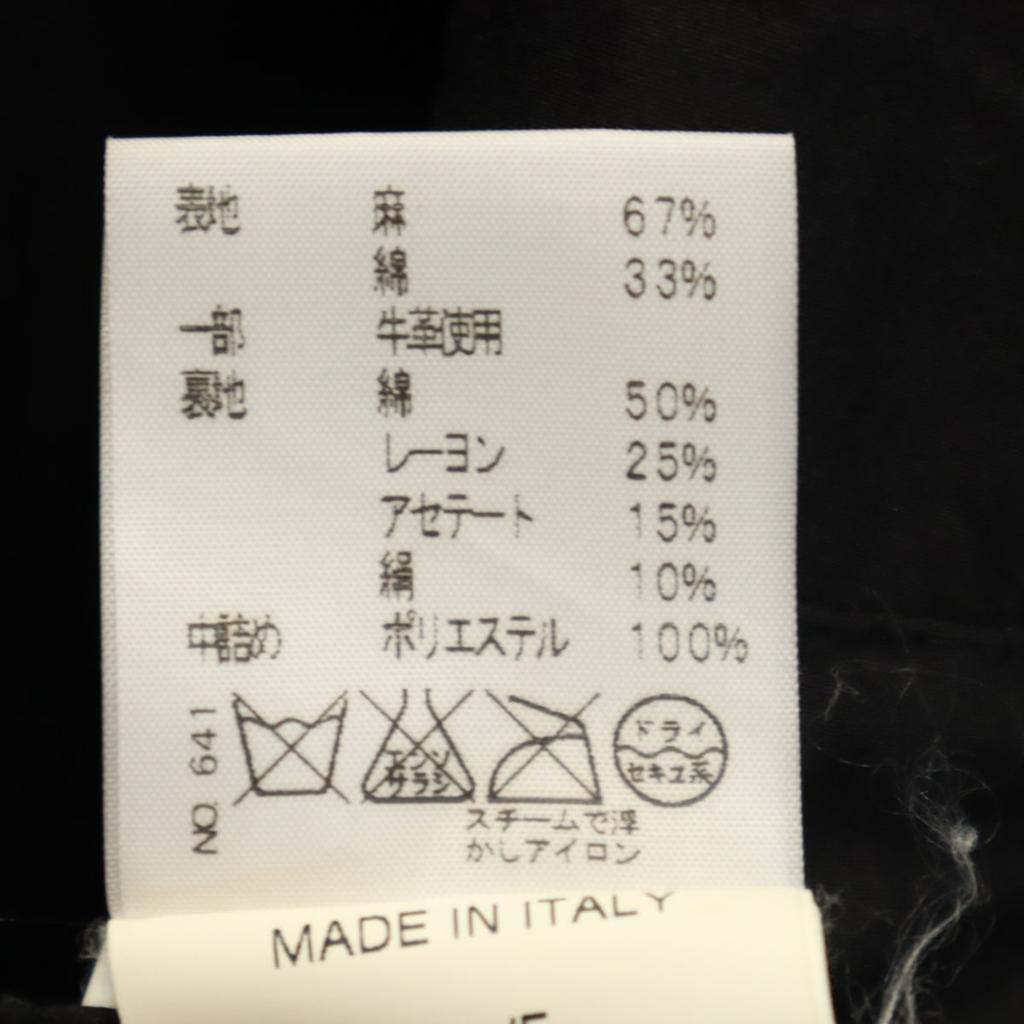 表地 麻 67%
綿 33%
一部 牛革使用
裏地 綿 50%
レーヨン 25%
アセテート 15%
絹 10%
中詰め ポリエステル 100%
NO. 641
エンソ
サラシ
ドライ
セキユ系
スチームで浮
かしアイロン
MADE IN ITALY